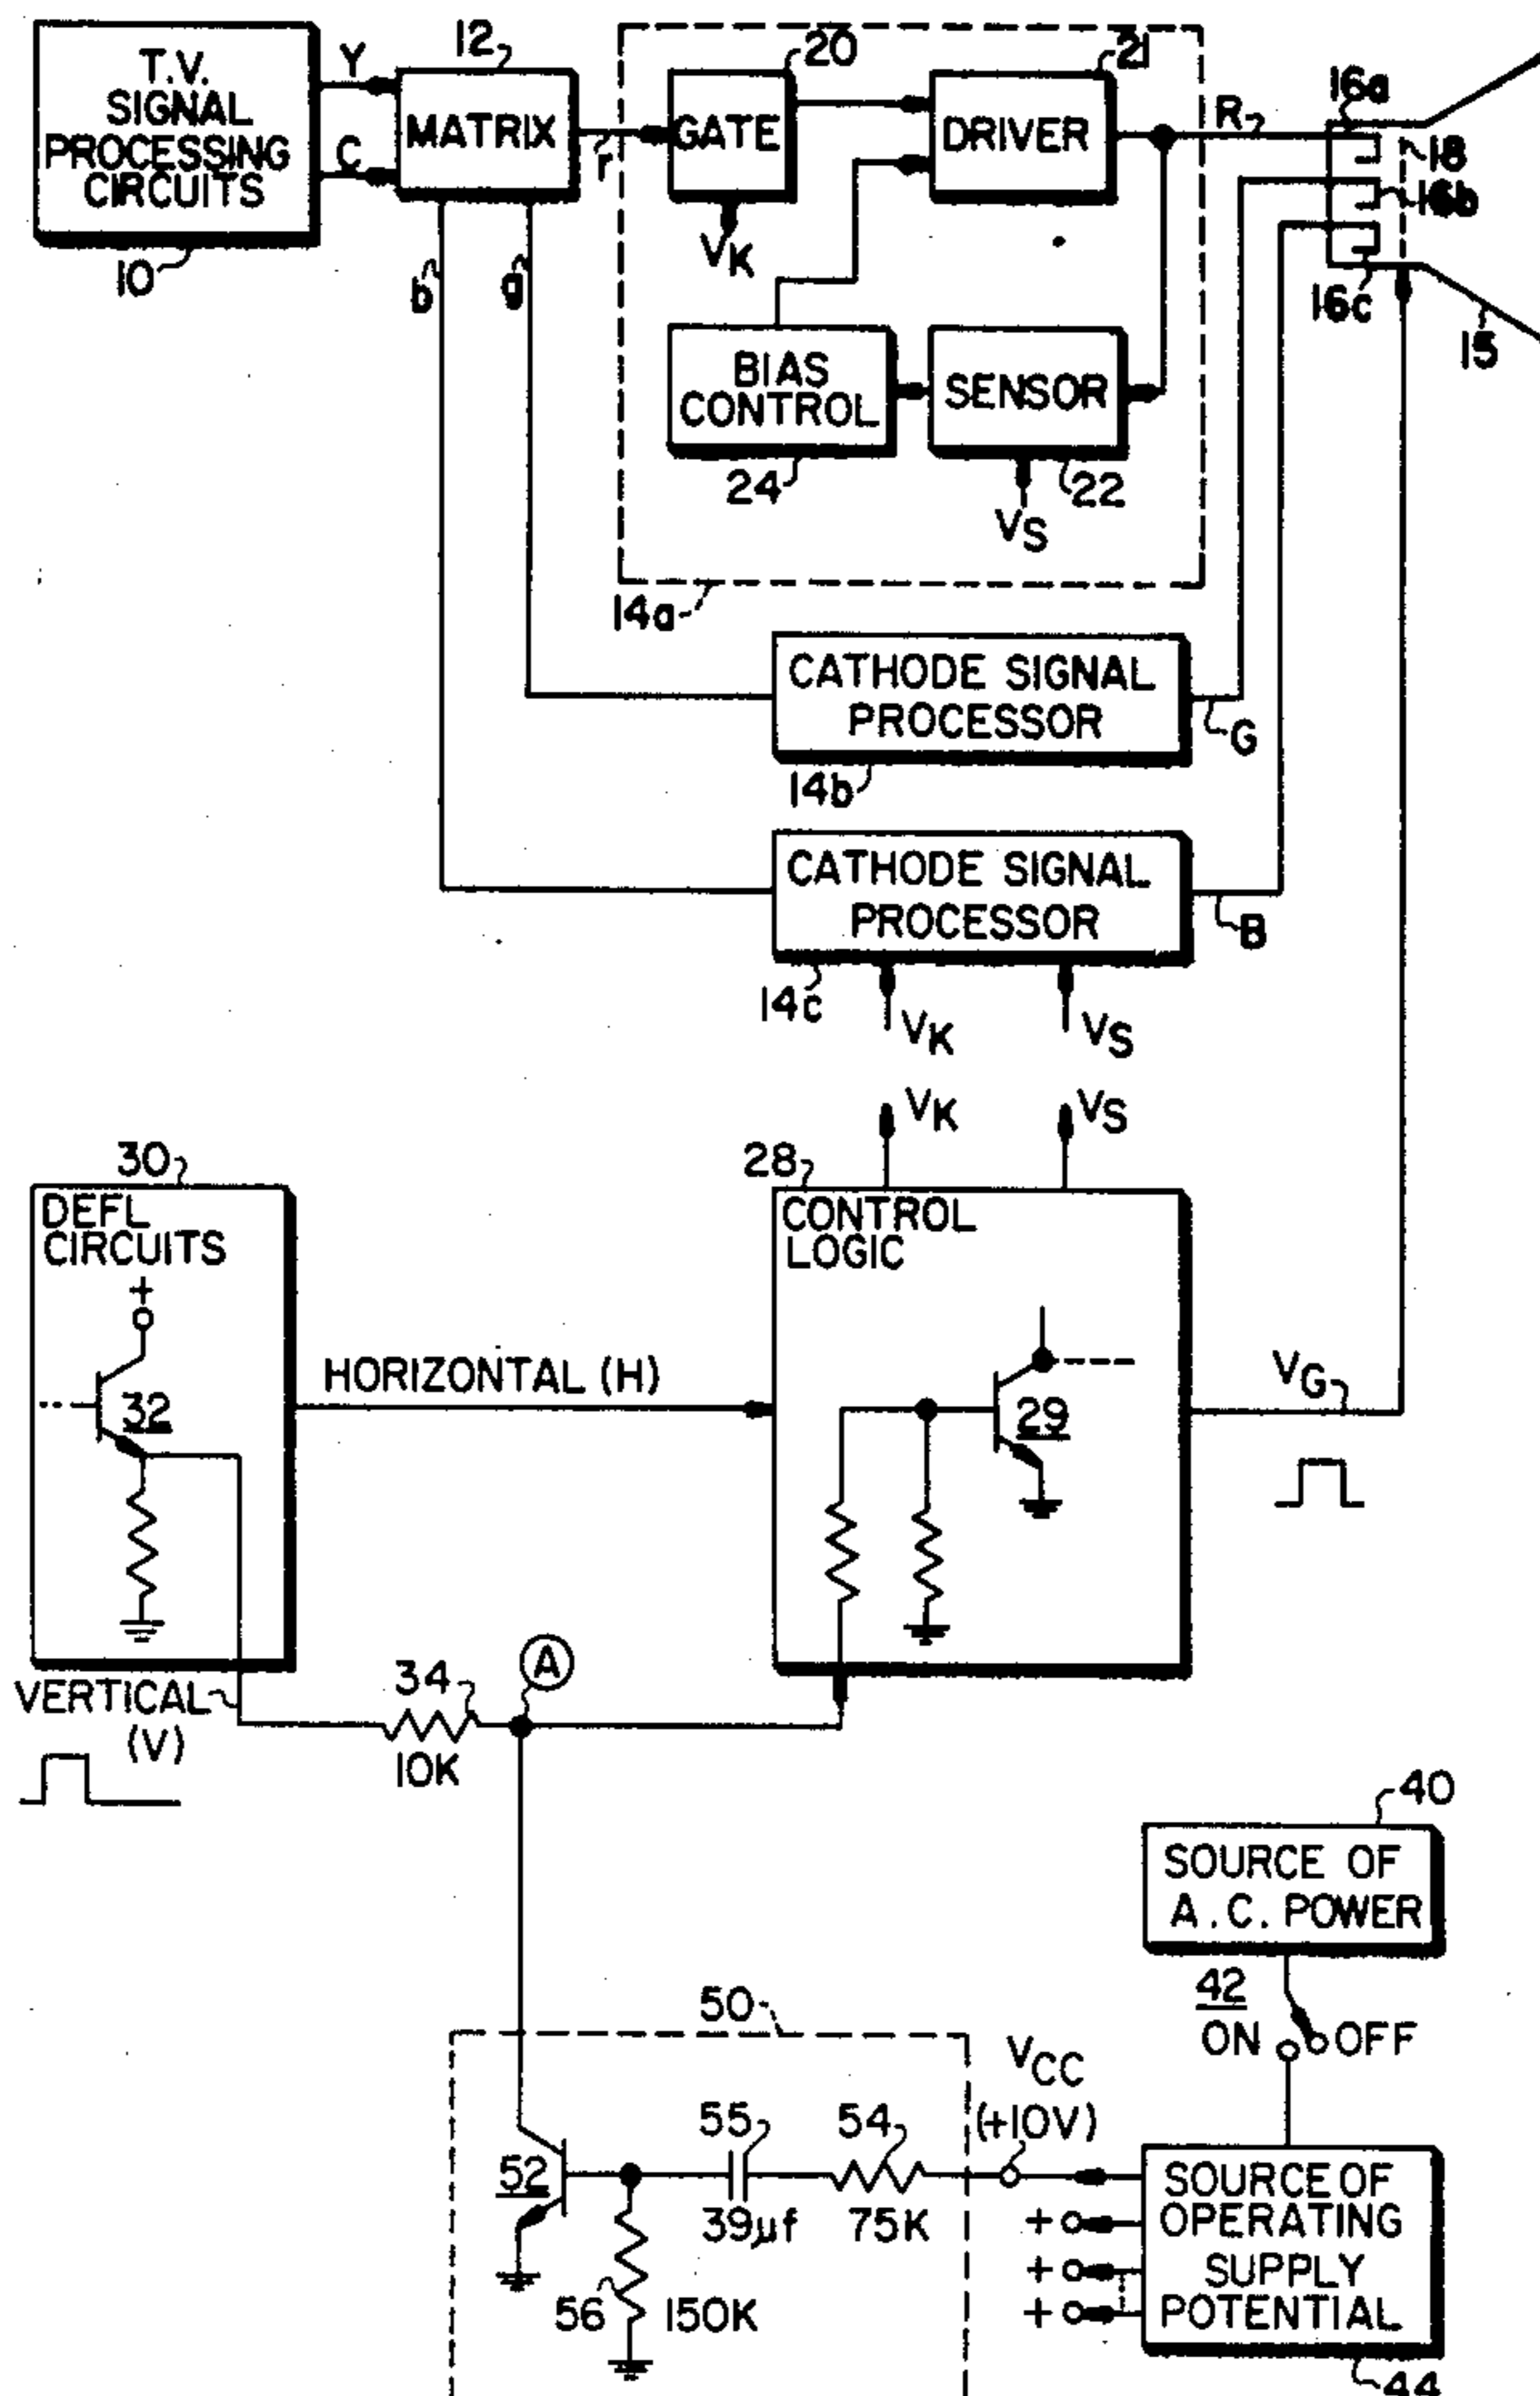 T.V.
SIGNAL
PROCESSING
CIRCUITS
10
Y
C
12
MATRIX
r
b
g
20
GATE
VK
21
DRIVER
BIAS
CONTROL
24
SENSOR
22
VS
14a
R
16a
18
16b
16c
15
CATHODE SIGNAL
PROCESSOR
14b
G
CATHODE SIGNAL
PROCESSOR
14c
B
VK
VS
VK
VS
30
DEFL
CIRCUITS
+
32
HORIZONTAL (H)
28
CONTROL
LOGIC
29
VG
VERTICAL
(V)
34
10K
A
40
SOURCE OF
A.C. POWER
42
ON
OFF
50
VCC
(+10V)
52
55
39µf
54
75K
56
150K
SOURCE OF
OPERATING
SUPPLY
POTENTIAL
+
+
+
44